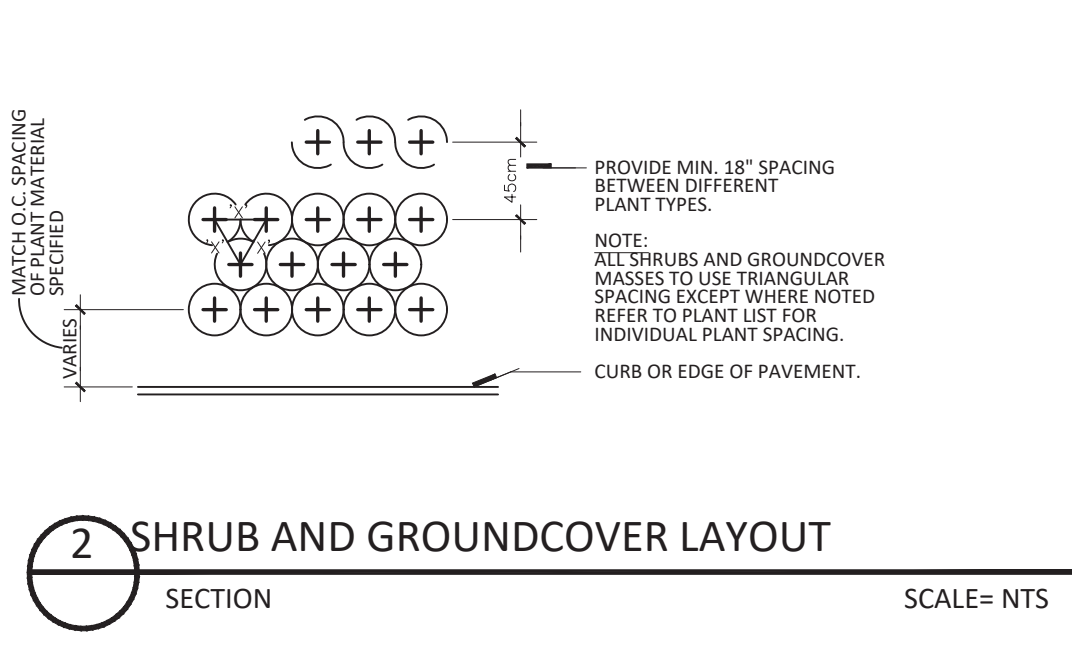 MATCH O.C. SPACING
OF PLANT MATERIAL
SPECIFIED
VARIES
'X'
'X'
'X'
45cm
PROVIDE MIN. 18" SPACING
BETWEEN DIFFERENT
PLANT TYPES.
NOTE:
ALL SHRUBS AND GROUNDCOVER
MASSES TO USE TRIANGULAR
SPACING EXCEPT WHERE NOTED
REFER TO PLANT LIST FOR
INDIVIDUAL PLANT SPACING.
CURB OR EDGE OF PAVEMENT.
2
SHRUB AND GROUNDCOVER LAYOUT
SECTION
SCALE= NTS